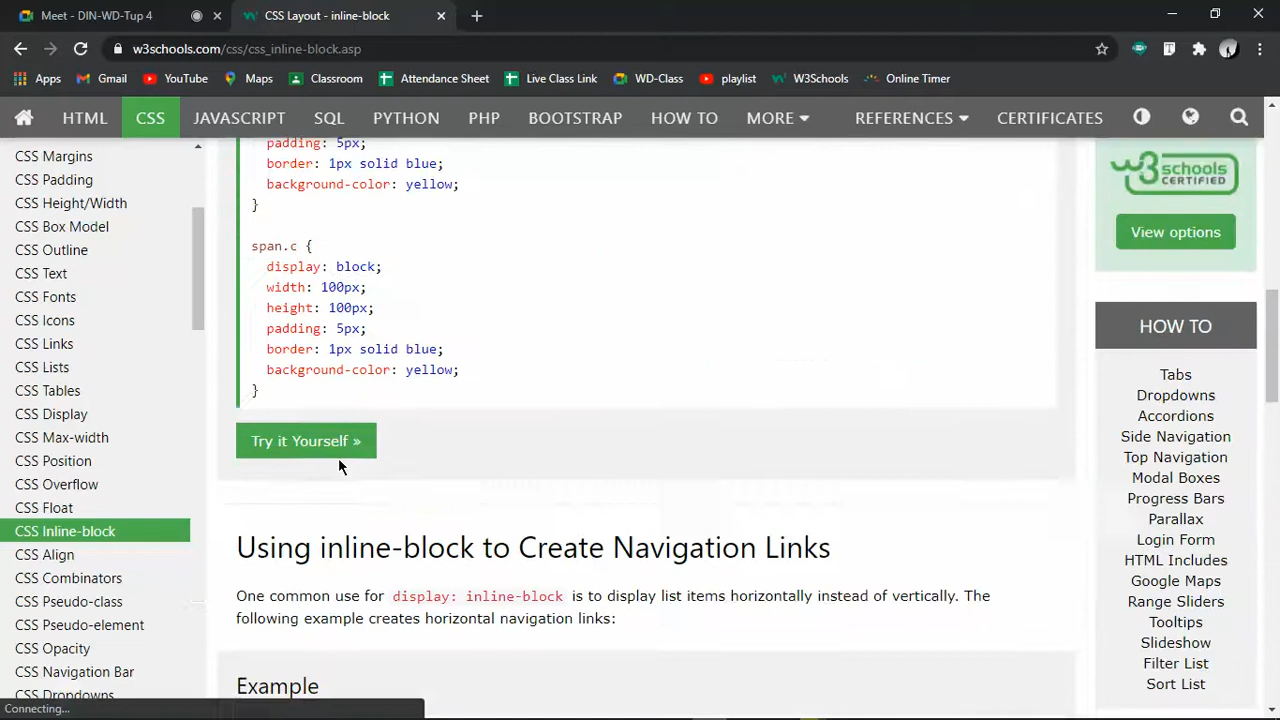 Meet - DIN-WD-Tup 4
CSS Layout - inline-block
w3schools.com/css/css_inline-block.asp
Apps Gmail YouTube Maps Classroom Attendance Sheet Live Class Link WD-Class playlist W3Schools Online Timer
HTML CSS JAVASCRIPT SQL PYTHON PHP BOOTSTRAP HOW TO MORE REFERENCES CERTIFICATES
CSS Margins
CSS Padding
CSS Height/Width
CSS Box Model
CSS Outline
CSS Text
CSS Fonts
CSS Icons
CSS Links
CSS Lists
CSS Tables
CSS Display
CSS Max-width
CSS Position
CSS Overflow
CSS Float
CSS Inline-block
CSS Align
CSS Combinators
CSS Pseudo-class
CSS Pseudo-element
CSS Opacity
CSS Navigation Bar
CSS Dropdowns
Connecting...
padding: 5px;
border: 1px solid blue;
background-color: yellow;
}
span.c {
display: block;
width: 100px;
height: 100px;
padding: 5px;
border: 1px solid blue;
background-color: yellow;
}
Try it Yourself »
Using inline-block to Create Navigation Links
One common use for display: inline-block is to display list items horizontally instead of vertically. The
following example creates horizontal navigation links:
Example
w3schools
CERTIFIED
View options
HOW TO
Tabs
Dropdowns
Accordions
Side Navigation
Top Navigation
Modal Boxes
Progress Bars
Parallax
Login Form
HTML Includes
Google Maps
Range Sliders
Tooltips
Slideshow
Filter List
Sort List